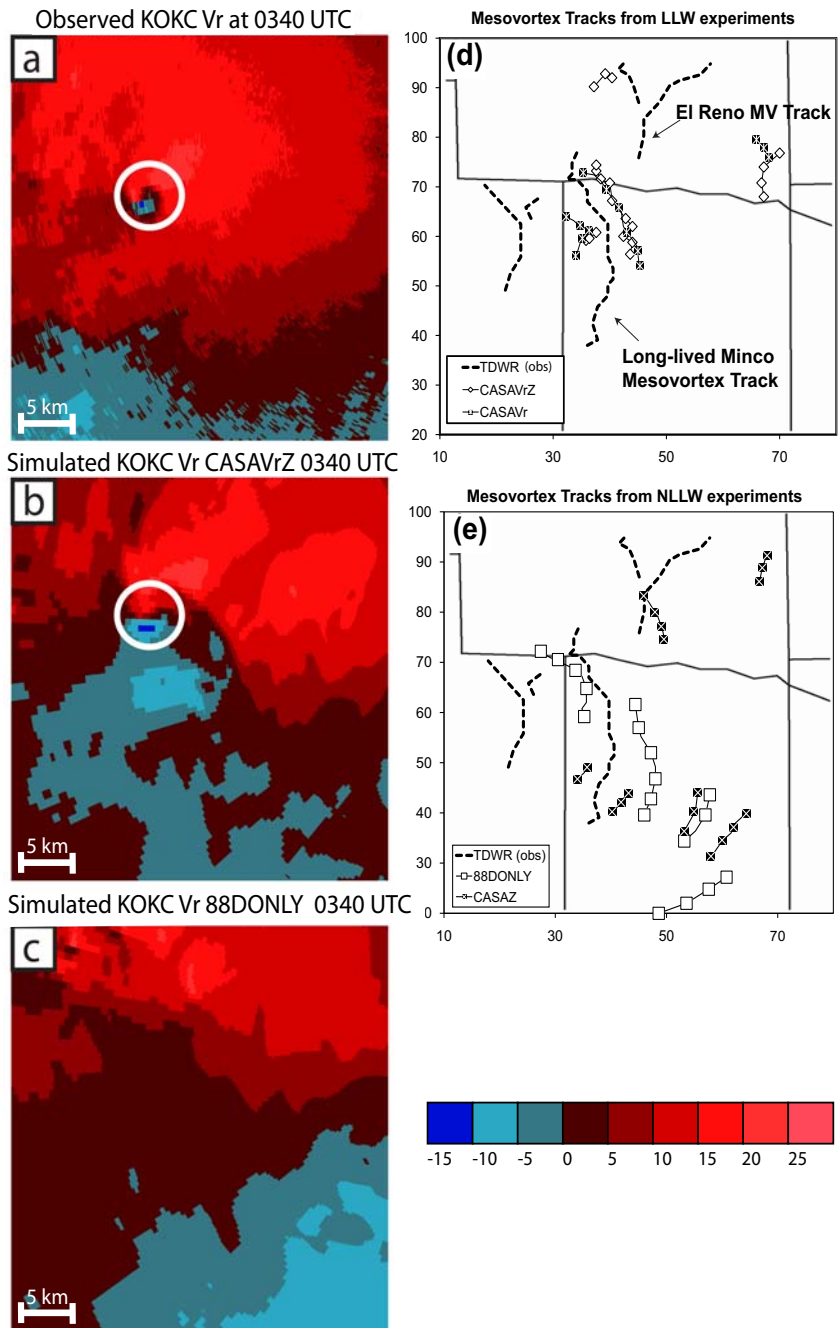 Observed KOKC Vr at 0340 UTC
a
5 km
Simulated KOKC Vr CASAVrZ 0340 UTC
b
5 km
Simulated KOKC Vr 88DONLY 0340 UTC
c
5 km
Mesovortex Tracks from LLW experiments
(d)
100
90
80
70
60
50
40
30
20
El Reno MV Track
Long-lived Minco
Mesovortex Track
TDWR (obs)
CASAVrZ
CASAVr
10 30 50 70
Mesovortex Tracks from NLLW experiments
(e)
100
90
80
70
60
50
40
30
0
TDWR (obs)
88DONLY
CASAZ
10 30 50 70
-15 -10 -5 0 5 10 15 20 25